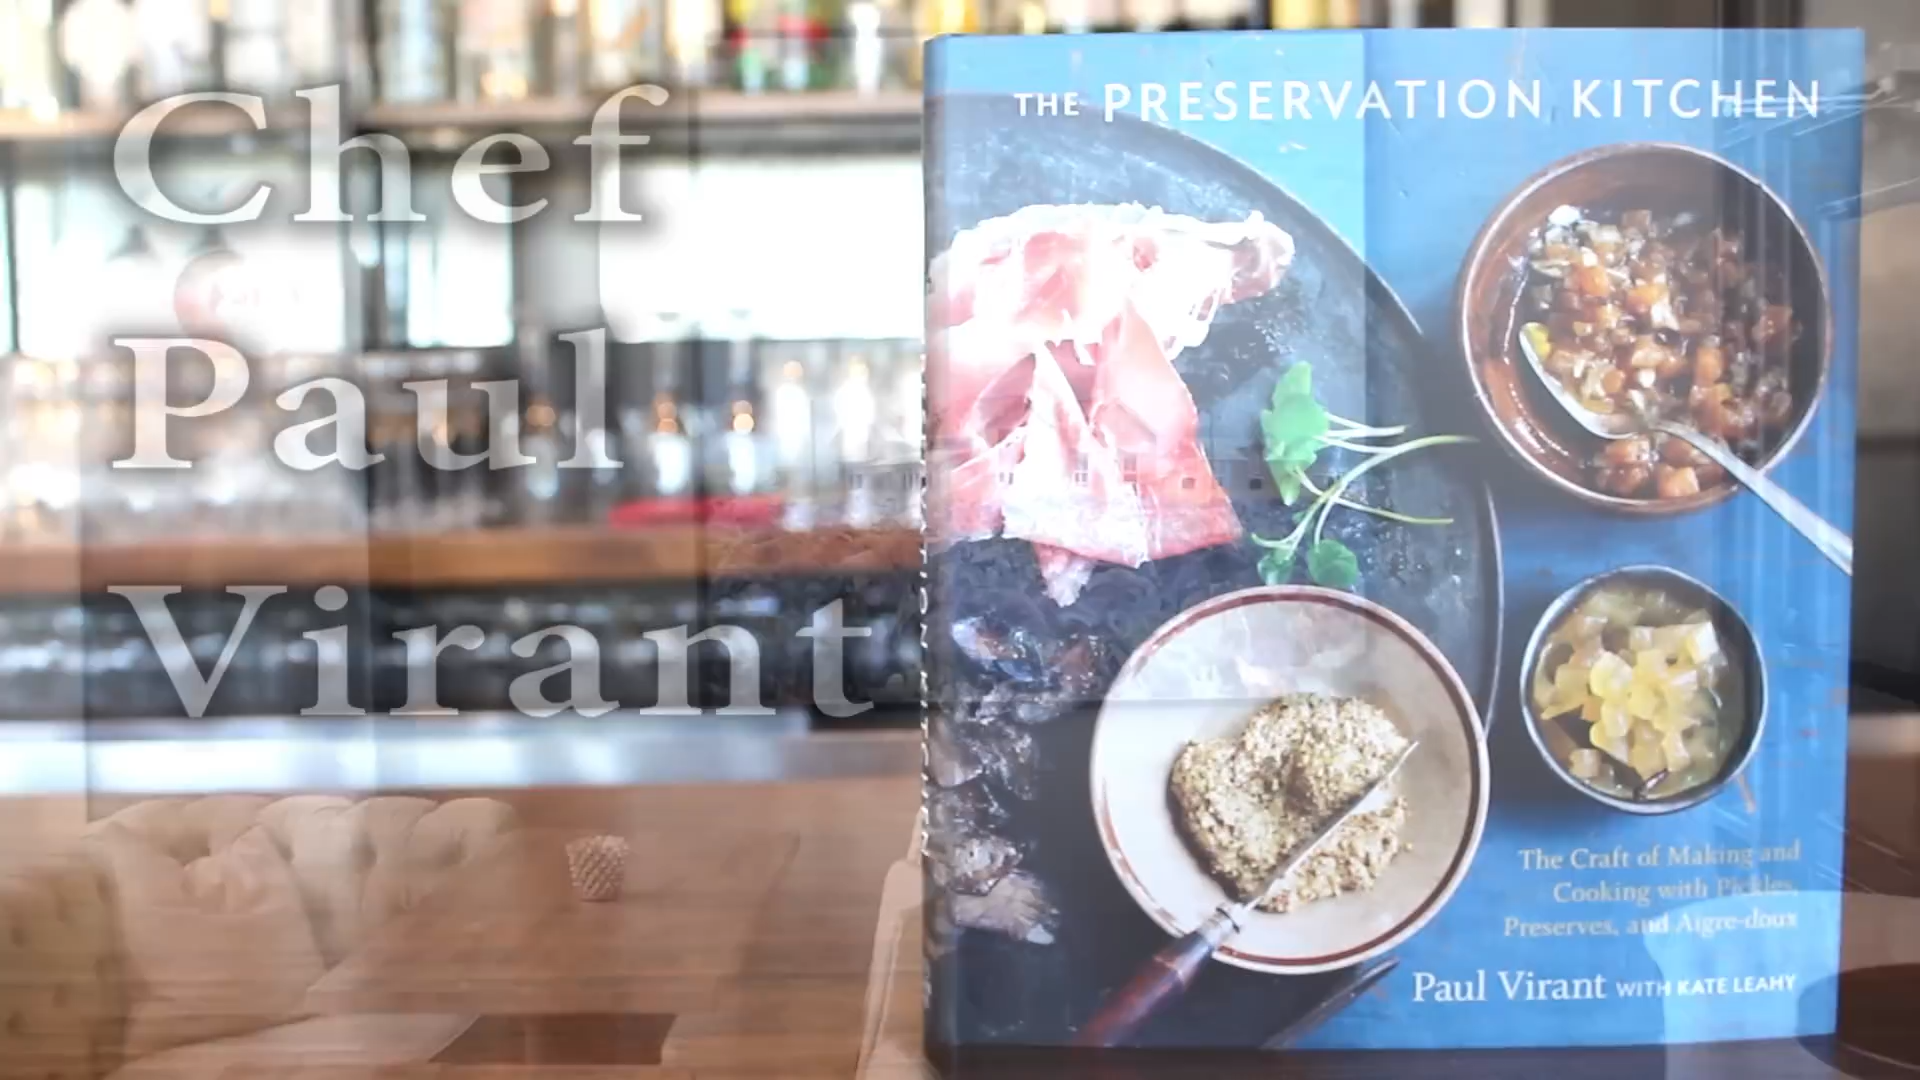 Chef
Paul
Virant
THE PRESERVATION KITCHEN
The Craft of Making and
Cooking with Pickles,
Preserves, and Aigre-doux
Paul Virant WITH KATE LEAHY